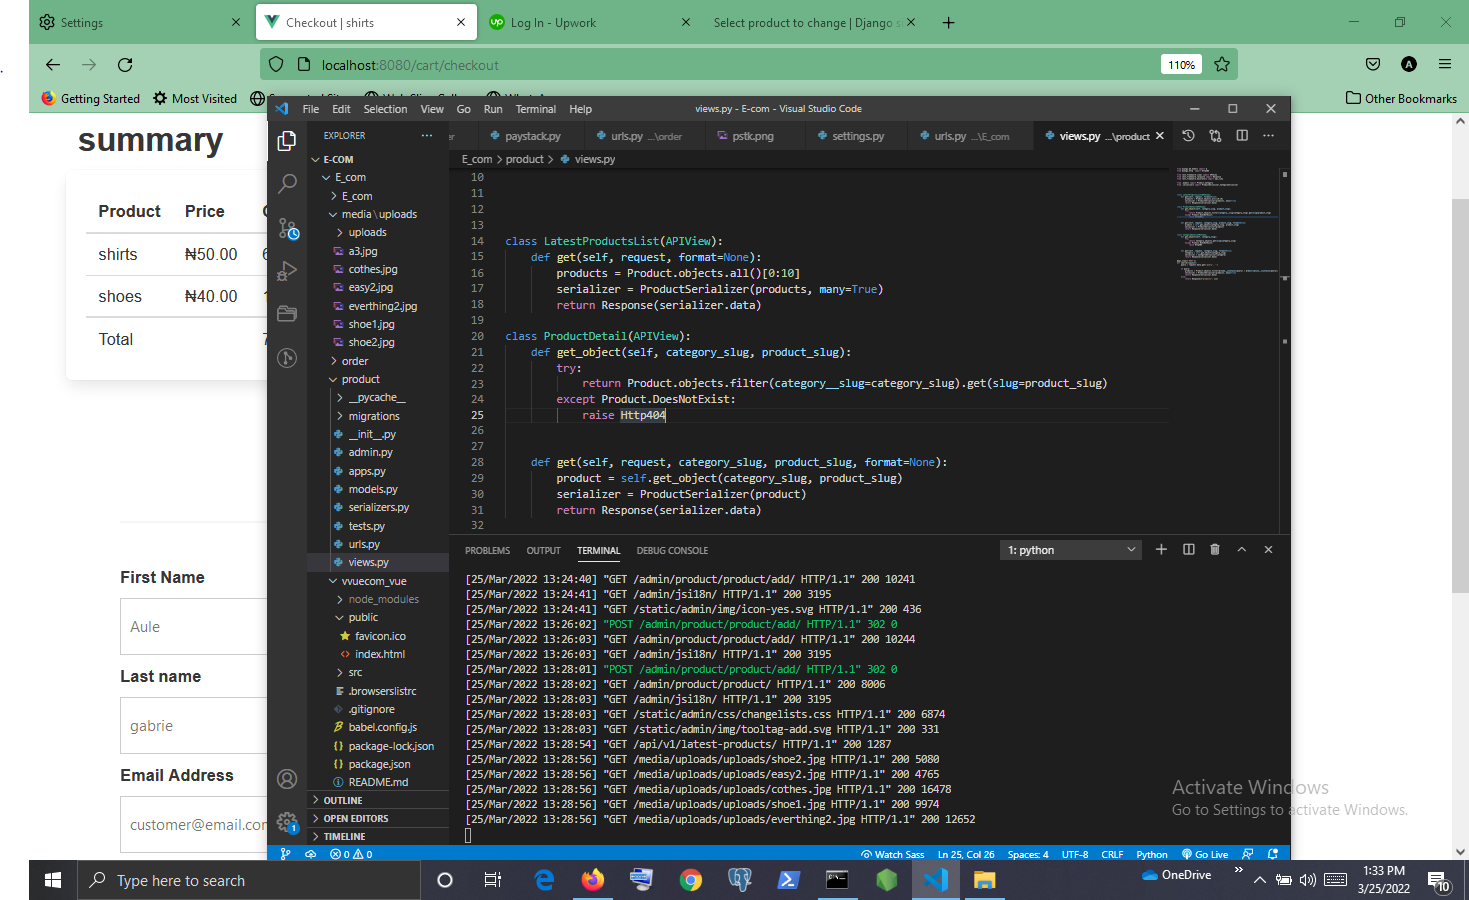 Settings
Checkout | shirts
Log In - Upwork
Select product to change | Django s
localhost:8080/cart/checkout
110%
Getting Started
Most Visited
Other Bookmarks
summary
Product Price
shirts ₦50.00 6
shoes ₦40.00
Total 7
First Name
Aule
Last name
gabrie
Email Address
customer@email.com
File Edit Selection View Go Run Terminal Help
views.py - E-com - Visual Studio Code
EXPLORER
paystack.py
urls.py ...\order
pstk.png
settings.py
urls.py ...\E_com
views.py ...\product
E-COM
E_com
E_com
media\uploads
uploads
a3.jpg
cothes.jpg
easy2.jpg
everthing2.jpg
shoe1.jpg
shoe2.jpg
order
product
__pycache__
migrations
__init__.py
admin.py
apps.py
models.py
serializers.py
tests.py
urls.py
views.py
vvuecom_vue
node_modules
public
favicon.ico
index.html
src
.browserslistrc
.gitignore
babel.config.js
package-lock.json
package.json
README.md
OUTLINE
OPEN EDITORS
TIMELINE
E_com > product > views.py
10
11
12
13
14 class LatestProductsList(APIView):
15 def get(self, request, format=None):
16 products = Product.objects.all()[0:10]
17 serializer = ProductSerializer(products, many=True)
18 return Response(serializer.data)
19
20 class ProductDetail(APIView):
21 def get_object(self, category_slug, product_slug):
22 try:
23 return Product.objects.filter(category__slug=category_slug).get(slug=product_slug)
24 except Product.DoesNotExist:
25 raise Http404
26
27
28 def get(self, request, category_slug, product_slug, format=None):
29 product = self.get_object(category_slug, product_slug)
30 serializer = ProductSerializer(product)
31 return Response(serializer.data)
32
PROBLEMS OUTPUT TERMINAL DEBUG CONSOLE
1: python
[25/Mar/2022 13:24:40] "GET /admin/product/product/add/ HTTP/1.1" 200 10241
[25/Mar/2022 13:24:41] "GET /admin/jsi18n/ HTTP/1.1" 200 3195
[25/Mar/2022 13:24:41] "GET /static/admin/img/icon-yes.svg HTTP/1.1" 200 436
[25/Mar/2022 13:26:02] "POST /admin/product/product/add/ HTTP/1.1" 302 0
[25/Mar/2022 13:26:03] "GET /admin/product/product/add/ HTTP/1.1" 200 10244
[25/Mar/2022 13:26:03] "GET /admin/jsi18n/ HTTP/1.1" 200 3195
[25/Mar/2022 13:28:01] "POST /admin/product/product/add/ HTTP/1.1" 302 0
[25/Mar/2022 13:28:02] "GET /admin/product/product/ HTTP/1.1" 200 8006
[25/Mar/2022 13:28:03] "GET /admin/jsi18n/ HTTP/1.1" 200 3195
[25/Mar/2022 13:28:03] "GET /static/admin/css/changelists.css HTTP/1.1" 200 6874
[25/Mar/2022 13:28:03] "GET /static/admin/img/tooltag-add.svg HTTP/1.1" 200 331
[25/Mar/2022 13:28:54] "GET /api/v1/latest-products/ HTTP/1.1" 200 1287
[25/Mar/2022 13:28:56] "GET /media/uploads/uploads/shoe2.jpg HTTP/1.1" 200 5080
[25/Mar/2022 13:28:56] "GET /media/uploads/uploads/easy2.jpg HTTP/1.1" 200 4765
[25/Mar/2022 13:28:56] "GET /media/uploads/uploads/cothes.jpg HTTP/1.1" 200 16478
[25/Mar/2022 13:28:56] "GET /media/uploads/uploads/shoe1.jpg HTTP/1.1" 200 9974
[25/Mar/2022 13:28:56] "GET /media/uploads/uploads/everthing2.jpg HTTP/1.1" 200 12652
Activate Windows
Go to Settings to activate Windows.
0 0
Watch Sass Ln 25, Col 26 Spaces: 4 UTF-8 CRLF Python Go Live
Type here to search
OneDrive
1:33 PM
3/25/2022
10